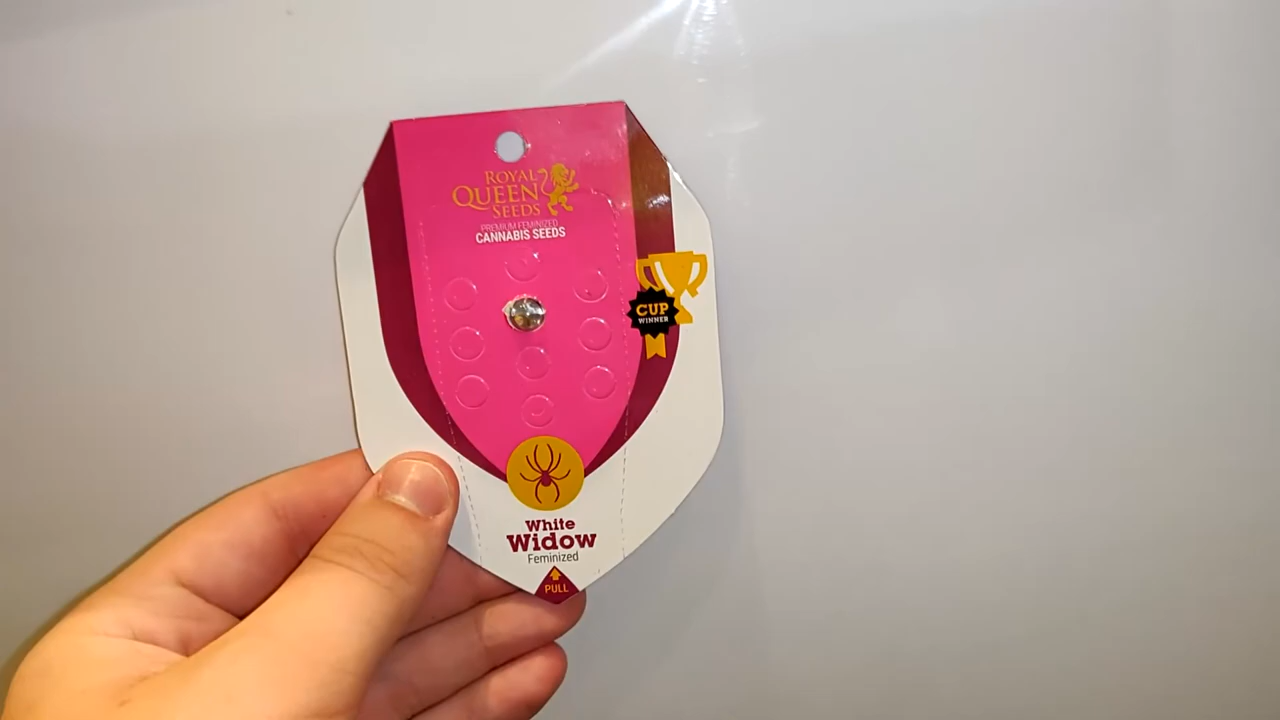 ROYAL
QUEEN
SEEDS
PREMIUM FEMINIZED
CANNABIS SEEDS
CUP
WINNER
White
Widow
Feminized
PULL